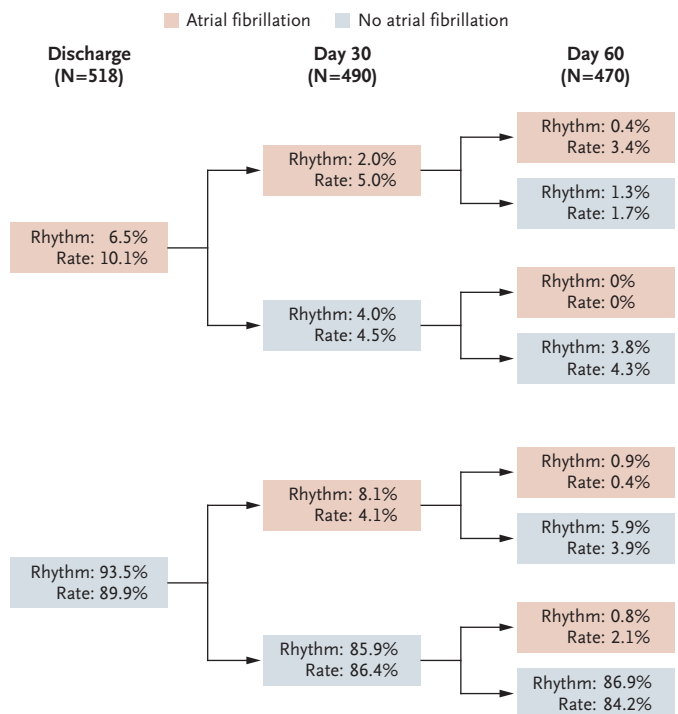 Atrial fibrillation No atrial fibrillation
Discharge
(N=518)
Day 30
(N=490)
Day 60
(N=470)
Rhythm: 6.5%
Rate: 10.1%
Rhythm: 2.0%
Rate: 5.0%
Rhythm: 0.4%
Rate: 3.4%
Rhythm: 1.3%
Rate: 1.7%
Rhythm: 4.0%
Rate: 4.5%
Rhythm: 0%
Rate: 0%
Rhythm: 3.8%
Rate: 4.3%
Rhythm: 93.5%
Rate: 89.9%
Rhythm: 8.1%
Rate: 4.1%
Rhythm: 0.9%
Rate: 0.4%
Rhythm: 5.9%
Rate: 3.9%
Rhythm: 85.9%
Rate: 86.4%
Rhythm: 0.8%
Rate: 2.1%
Rhythm: 86.9%
Rate: 84.2%